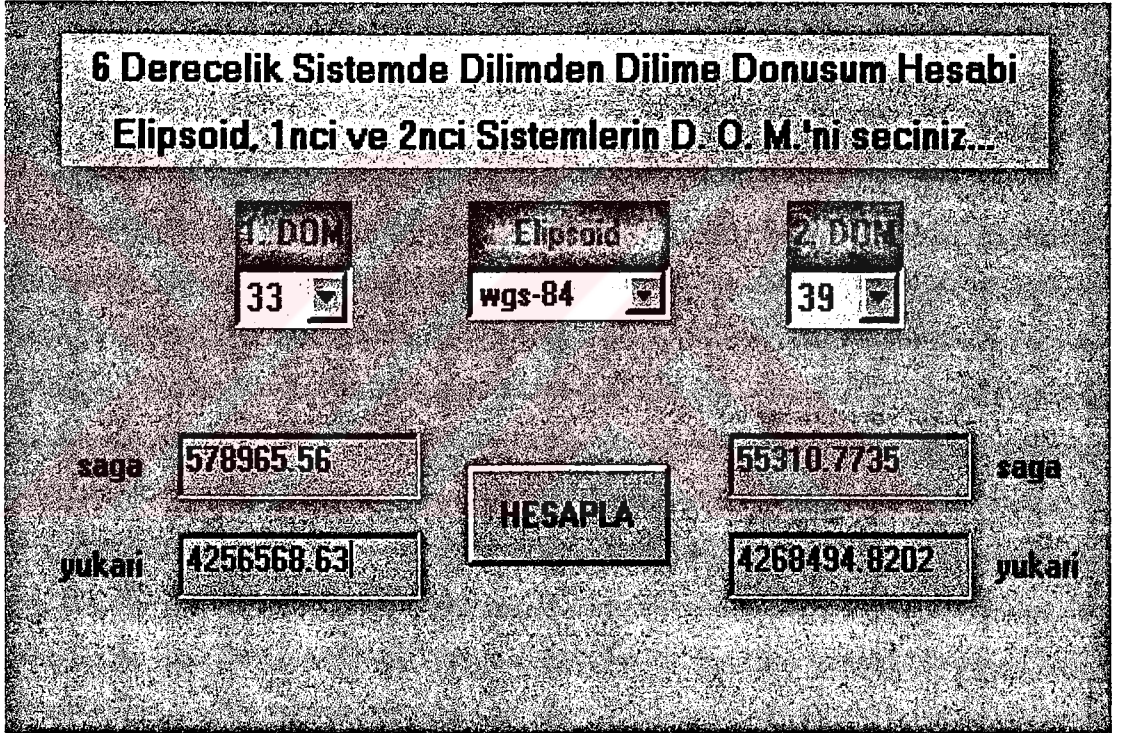 6 Derecelik Sistemde Dilimden Dilime Donusum Hesabi
Elipsoid, 1nci ve 2nci Sistemlerin D. O. M.'ni seciniz...
1. DOM Elipsoid 2. DOM
33 wgs-84 39
saga 578965.56 55310.7735 saga
HESAPLA
yukari 4256568.63 4268494.8202 yukari